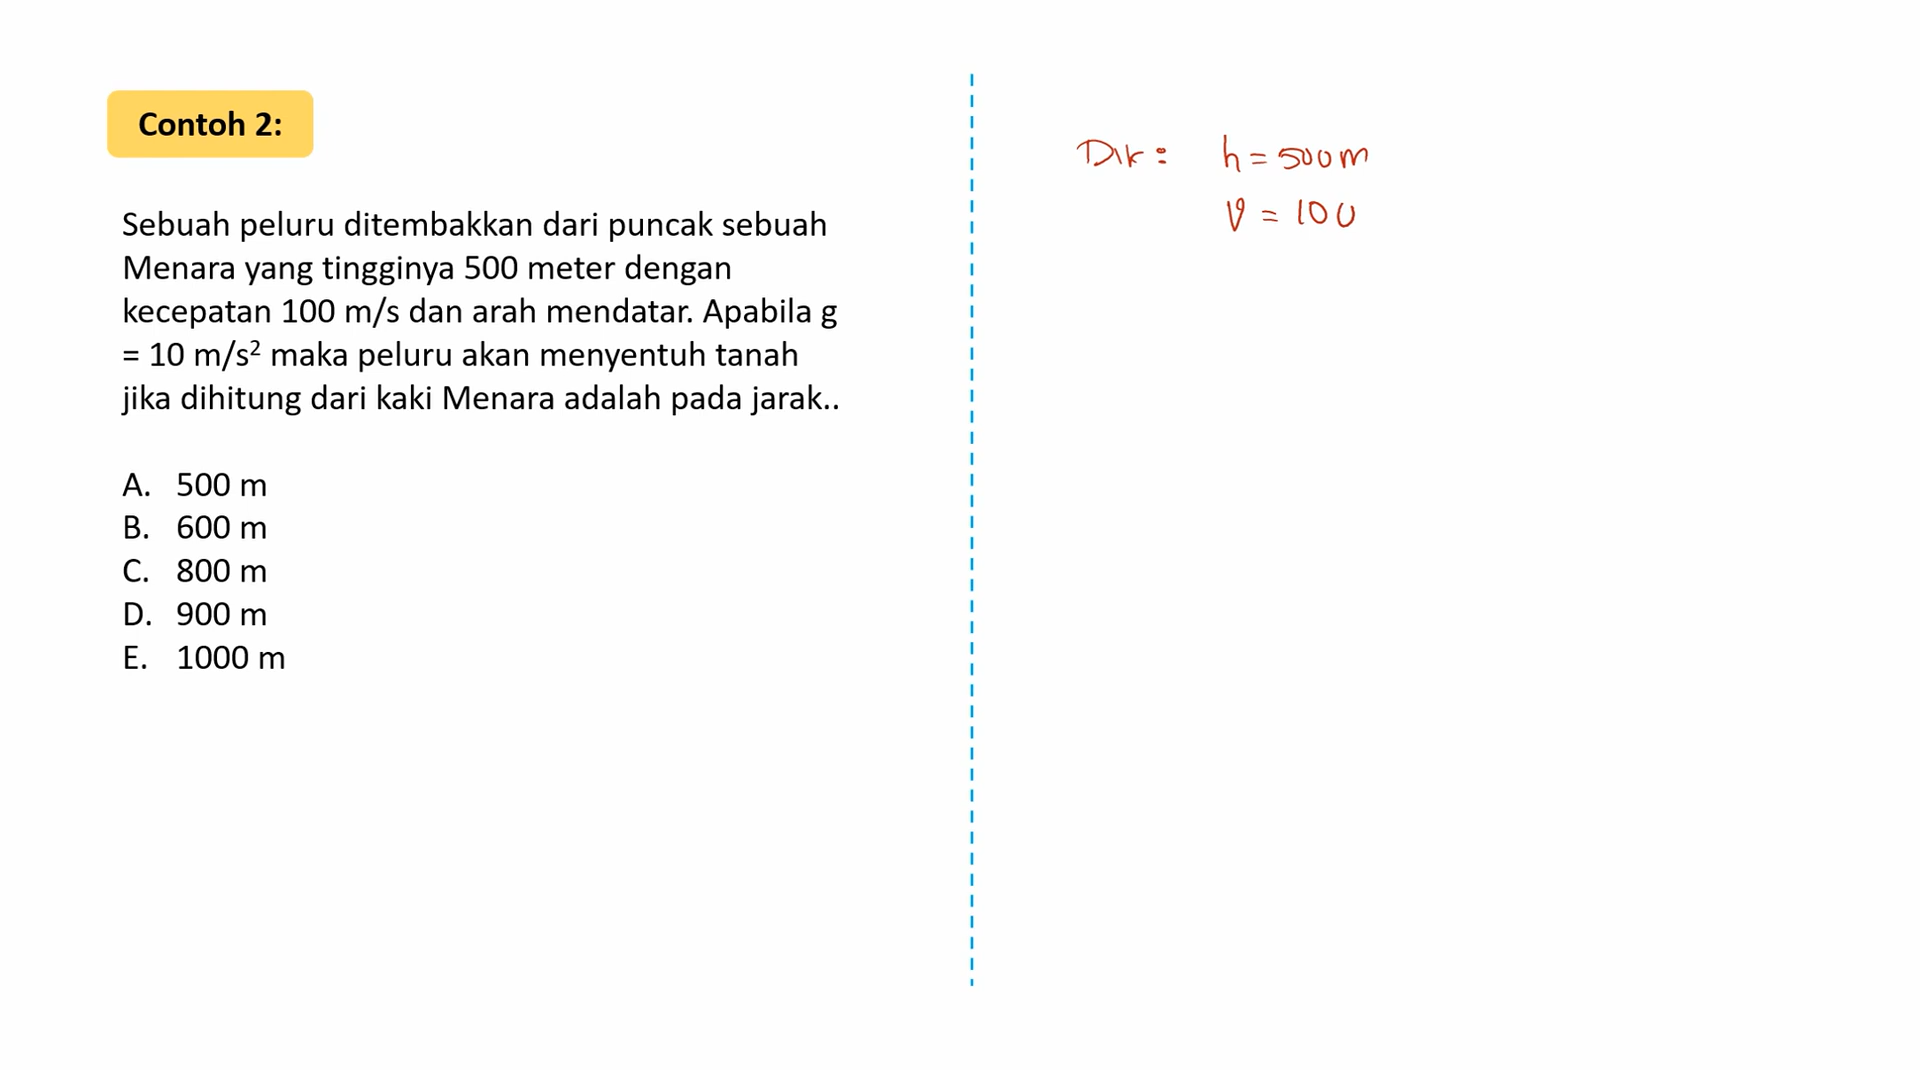 Contoh 2:
Sebuah peluru ditembakkan dari puncak sebuah
Menara yang tingginya 500 meter dengan
kecepatan 100 m/s dan arah mendatar. Apabila g
= 10 m/s² maka peluru akan menyentuh tanah
jika dihitung dari kaki Menara adalah pada jarak..
A. 500 m
B. 600 m
C. 800 m
D. 900 m
E. 1000 m
Dik: h = 500 m
V = 100